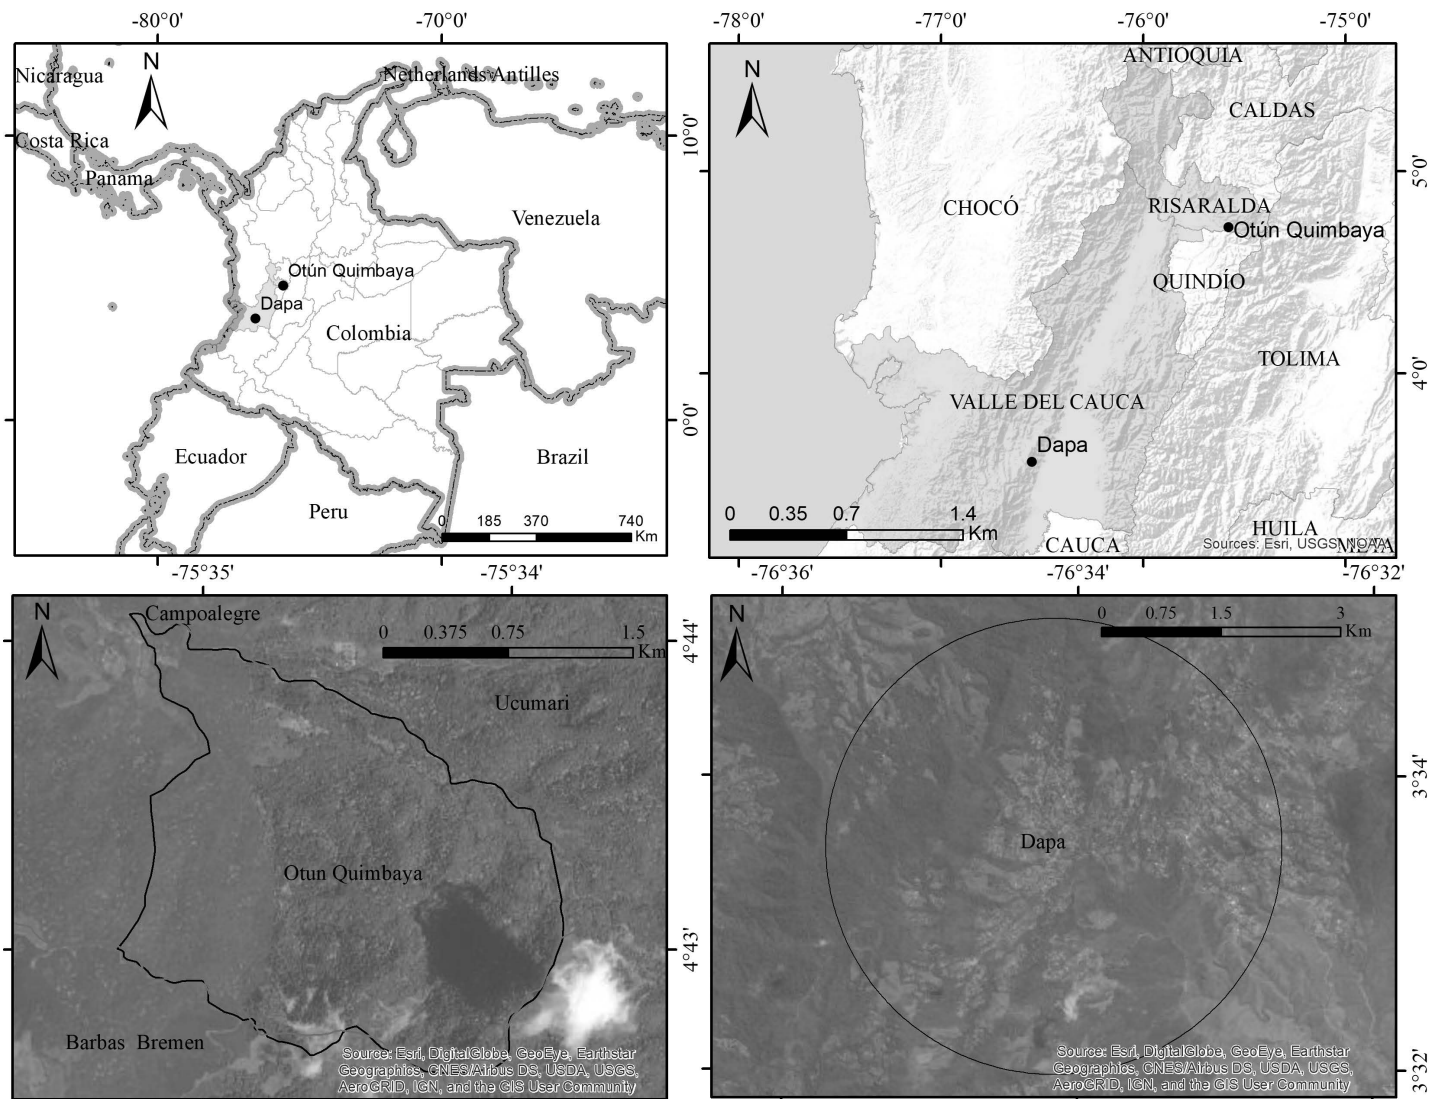 -80°0'
-70°0'
10°0'
0°0'
N
Nicaragua
Costa Rica
Panama
Netherlands Antilles
Venezuela
Otún Quimbaya
Dapa
Colombia
Ecuador
Peru
Brazil
0 185 370 740
Km
-78°0'
-77°0'
-76°0'
-75°0'
5°0'
4°0'
N
ANTIOQUIA
CALDAS
CHOCÓ
RISARALDA
Otún Quimbaya
QUINDÍO
TOLIMA
VALLE DEL CAUCA
Dapa
0 0.35 0.7 1.4
Km
HUILA
CAUCA
Sources: Esri, USGS, NOAA
META
-75°35'
-75°34'
4°44'
4°43'
N
Campoalegre
0 0.375 0.75 1.5
Km
Ucumari
Otun Quimbaya
Barbas Bremen
Source: Esri, DigitalGlobe, GeoEye, Earthstar
Geographics, CNES/Airbus DS, USDA, USGS,
AeroGRID, IGN, and the GIS User Community
-76°36'
-76°34'
-76°32'
3°34'
3°32'
N
0 0.75 1.5 3
Km
Dapa
Source: Esri, DigitalGlobe, GeoEye, Earthstar
Geographics, CNES/Airbus DS, USDA, USGS,
AeroGRID, IGN, and the GIS User Community